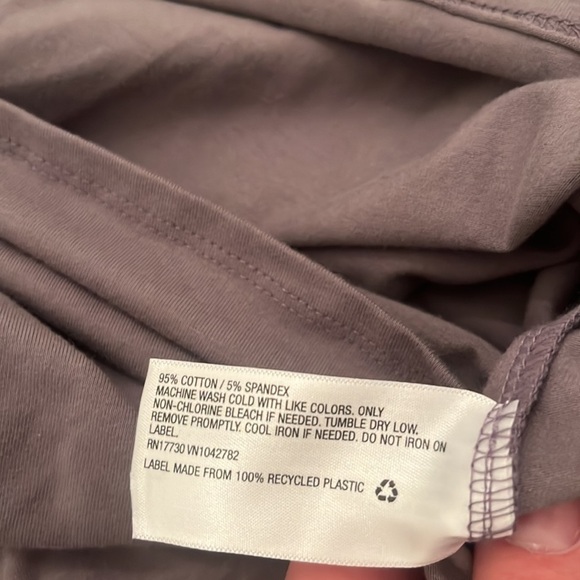 95% COTTON / 5% SPANDEX
MACHINE WASH COLD WITH LIKE COLORS. ONLY
NON-CHLORINE BLEACH IF NEEDED. TUMBLE DRY LOW.
REMOVE PROMPTLY. COOL IRON IF NEEDED. DO NOT IRON ON
LABEL.
RN17730 VN1042782
LABEL MADE FROM 100% RECYCLED PLASTIC